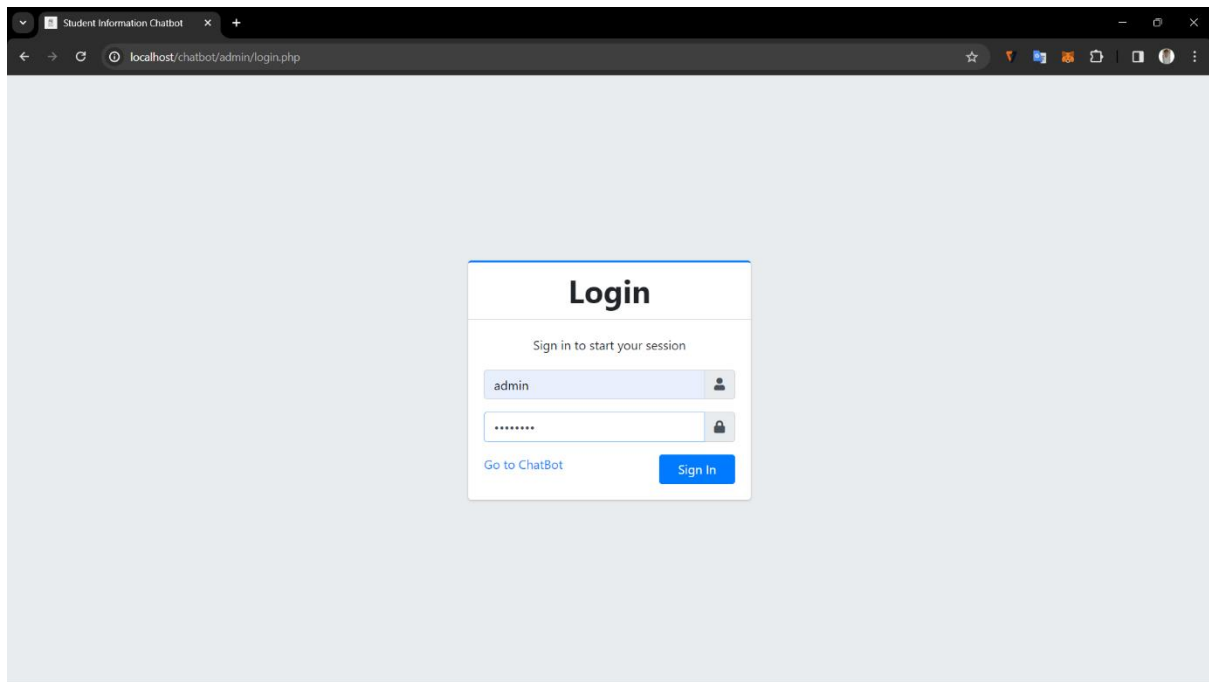 Student Information Chatbot
localhost/chatbot/admin/login.php
Login
Sign in to start your session
admin
••••••••
Go to ChatBot
Sign In